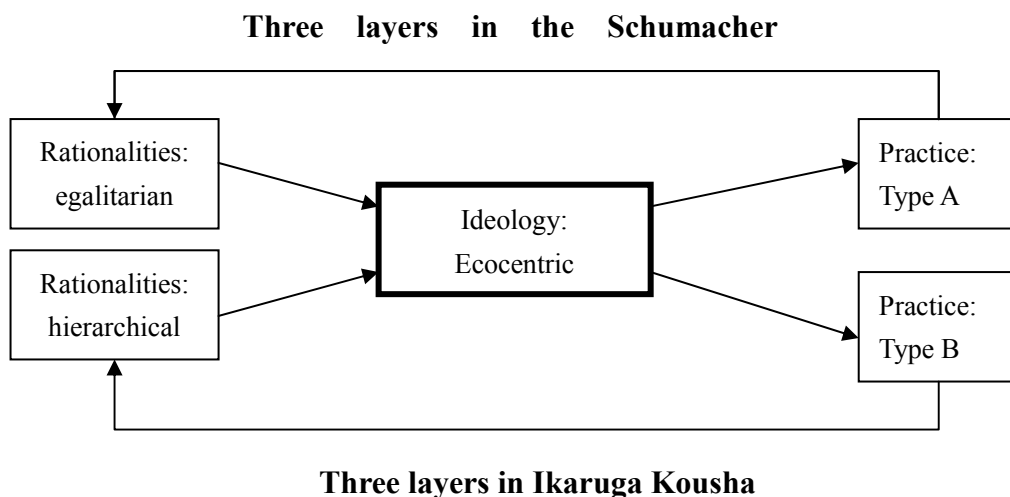 Three layers in the Schumacher
Rationalities:
egalitarian
Rationalities:
hierarchical
Ideology:
Ecocentric
Practice:
Type A
Practice:
Type B
Three layers in Ikaruga Kousha